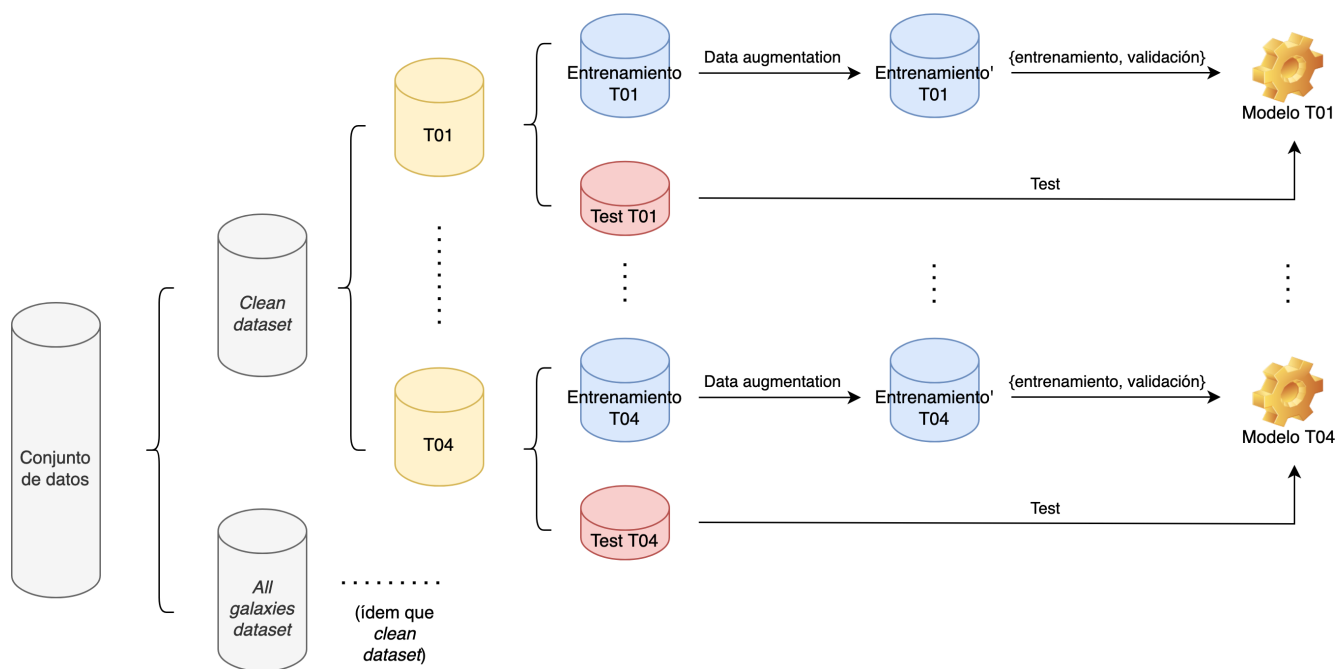 Conjunto
de datos
Clean
dataset
All
galaxies
dataset
(ídem que
clean
dataset)
T01
T04
Entrenamiento
T01
Data augmentation
Entrenamiento'
T01
{entrenamiento, validación}
Modelo T01
Test T01
Test
Entrenamiento
T04
Data augmentation
Entrenamiento'
T04
{entrenamiento, validación}
Modelo T04
Test T04
Test